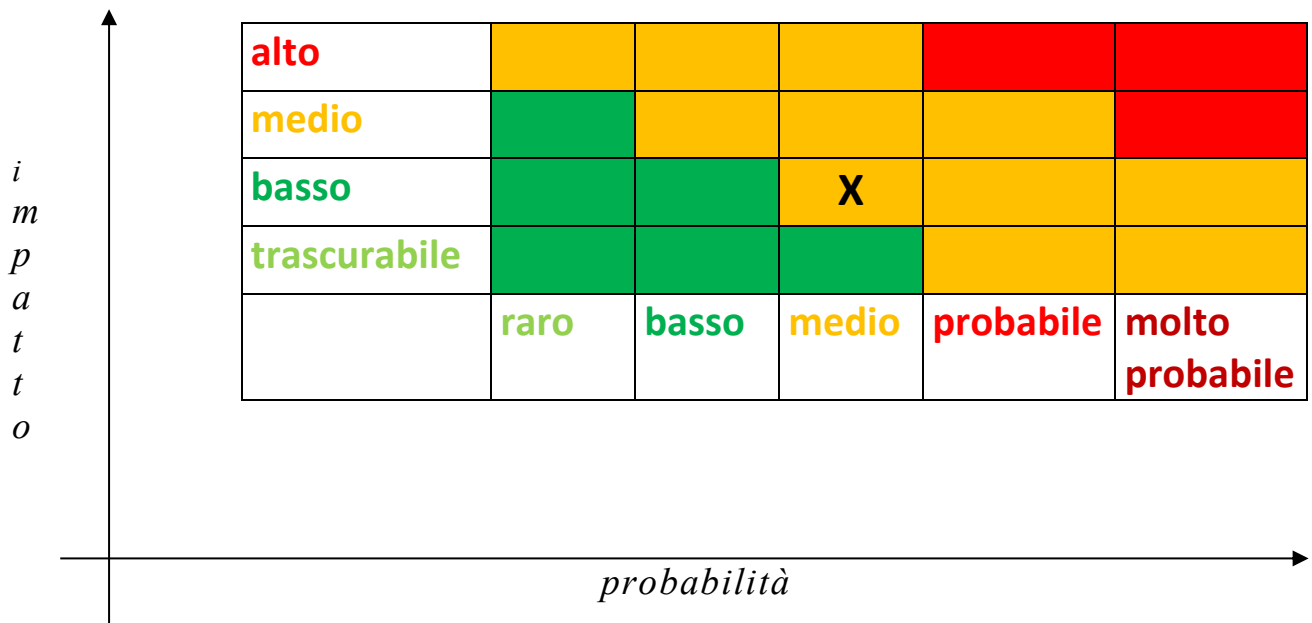 alto
medio
basso X
trascurabile
raro basso medio probabile molto
probabile
i
m
p
a
t
t
o
probabilità